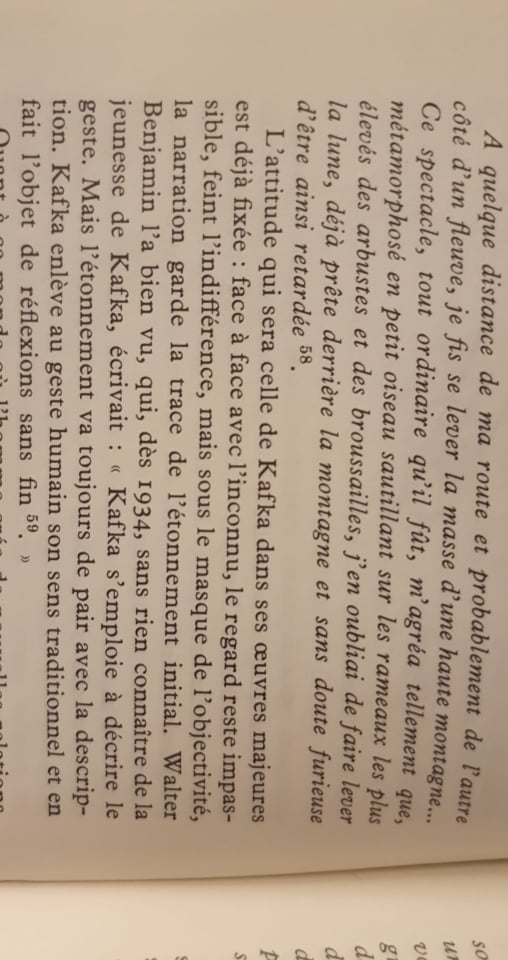 A quelque distance de ma route et probablement de l'autre
côté d'un fleuve, je fis se lever la masse d'une haute montagne...
Ce spectacle, tout ordinaire qu'il fût, m'agréa tellement que,
métamorphosé en petit oiseau sautillant sur les rameaux les plus
élevés des arbustes et des broussailles, j'en oubliai de faire lever
la lune, déjà prête derrière la montagne et sans doute furieuse
d'être ainsi retardée 58.
L'attitude qui sera celle de Kafka dans ses œuvres majeures
est déjà fixée : face à face avec l'inconnu, le regard reste impas-
sible, feint l'indifférence, mais sous le masque de l'objectivité,
la narration garde la trace de l'étonnement initial. Walter
Benjamin l'a bien vu, qui, dès 1934, sans rien connaître de la
jeunesse de Kafka, écrivait : « Kafka s'emploie à décrire le
geste. Mais l'étonnement va toujours de pair avec la descrip-
tion. Kafka enlève au geste humain son sens traditionnel et en
fait l'objet de réflexions sans fin 59. »